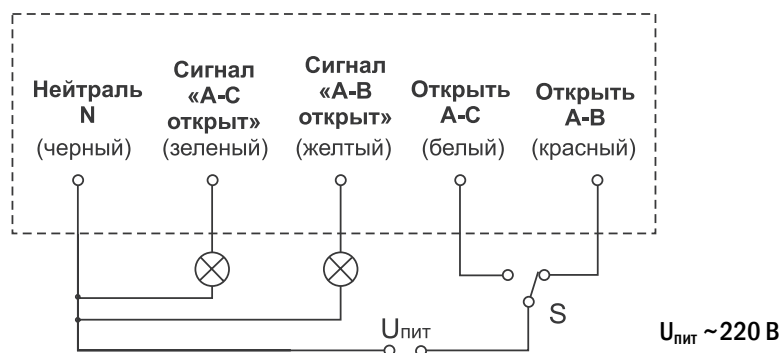 Нейтраль
N
(черный)
Сигнал
«А-С
открыт»
(зеленый)
Сигнал
«А-В
открыт»
(желтый)
Открыть
А-С
(белый)
Открыть
А-В
(красный)
S
Uпит
Uпит ~220 В